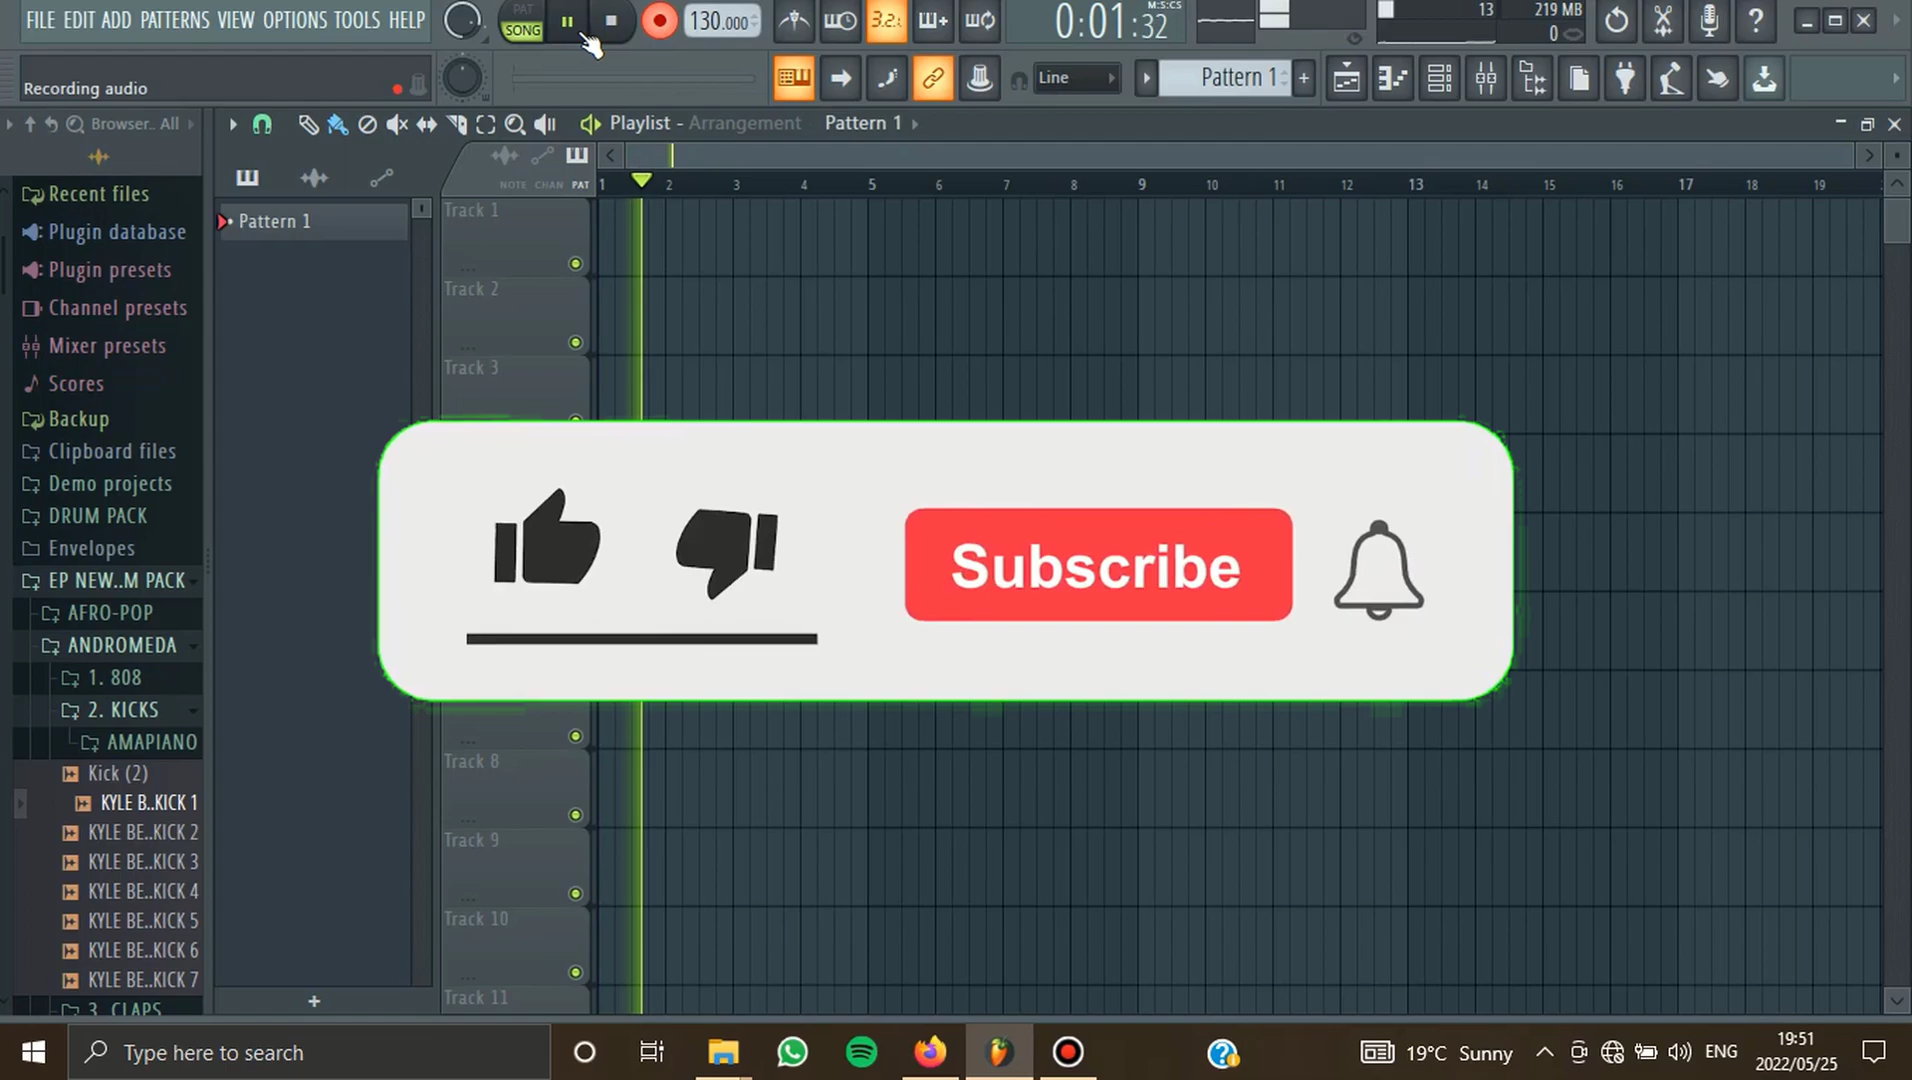 FILE EDIT ADD PATTERNS VIEW OPTIONS TOOLS HELP
PAT
SONG
130.000
3.2.
0:01:32
M:S:CS
13
219 MB
0
Recording audio
Line
Pattern 1
Browser.. All
Playlist - Arrangement
Pattern 1
NOTE CHAN PAT
1 2 3 4 5 6 7 8 9 10 11 12 13 14 15 16 17 18 19
Recent files
Plugin database
Plugin presets
Channel presets
Mixer presets
Scores
Backup
Clipboard files
Demo projects
DRUM PACK
Envelopes
EP NEW..M PACK
AFRO-POP
ANDROMEDA
1. 808
2. KICKS
AMAPIANO
Kick (2)
KYLE B..KICK 1
KYLE BE..KICK 2
KYLE BE..KICK 3
KYLE BE..KICK 4
KYLE BE..KICK 5
KYLE BE..KICK 6
KYLE BE..KICK 7
3. CLAPS
Pattern 1
Track 1
Track 2
Track 3
Track 8
Track 9
Track 10
Track 11
Subscribe
Type here to search
19°C Sunny
ENG
19:51
2022/05/25